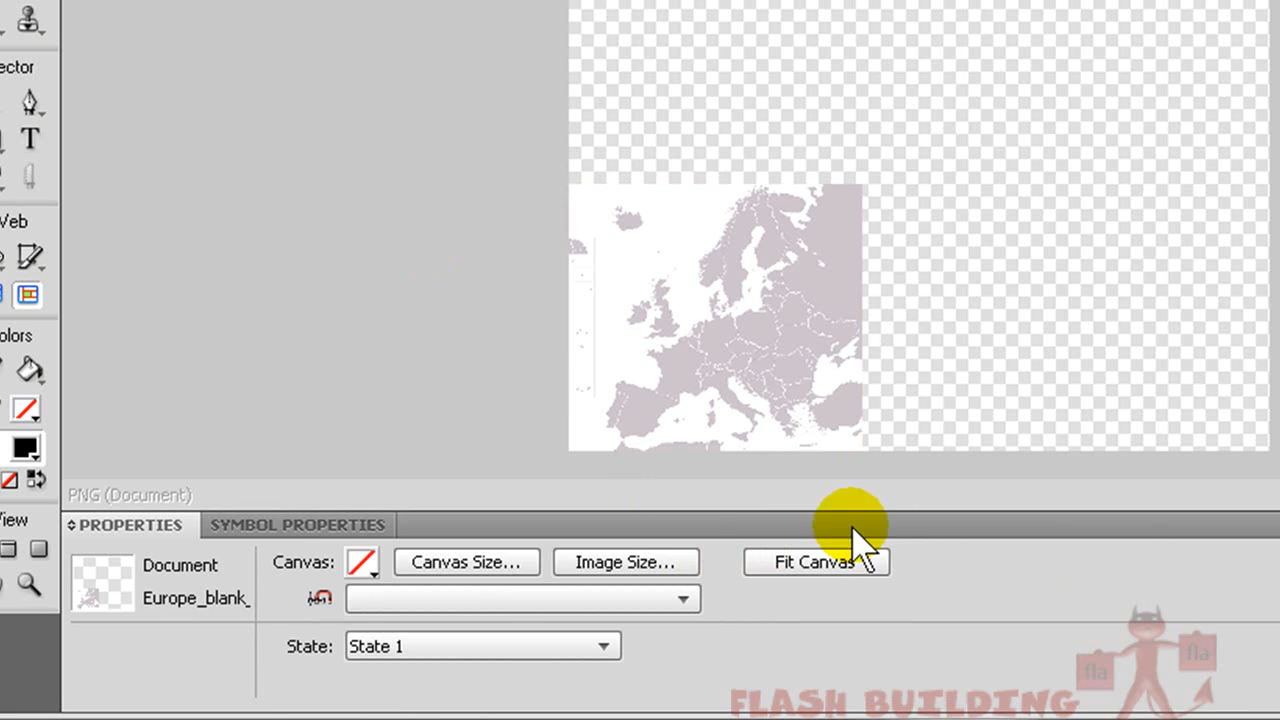 ector
T
Veb
olors
iew
PNG (Document)
PROPERTIES
SYMBOL PROPERTIES
Document
Europe_blank_
Canvas:
Canvas Size...
Image Size...
Fit Canvas
State:
State 1
fla
fla
FLASH BUILDING